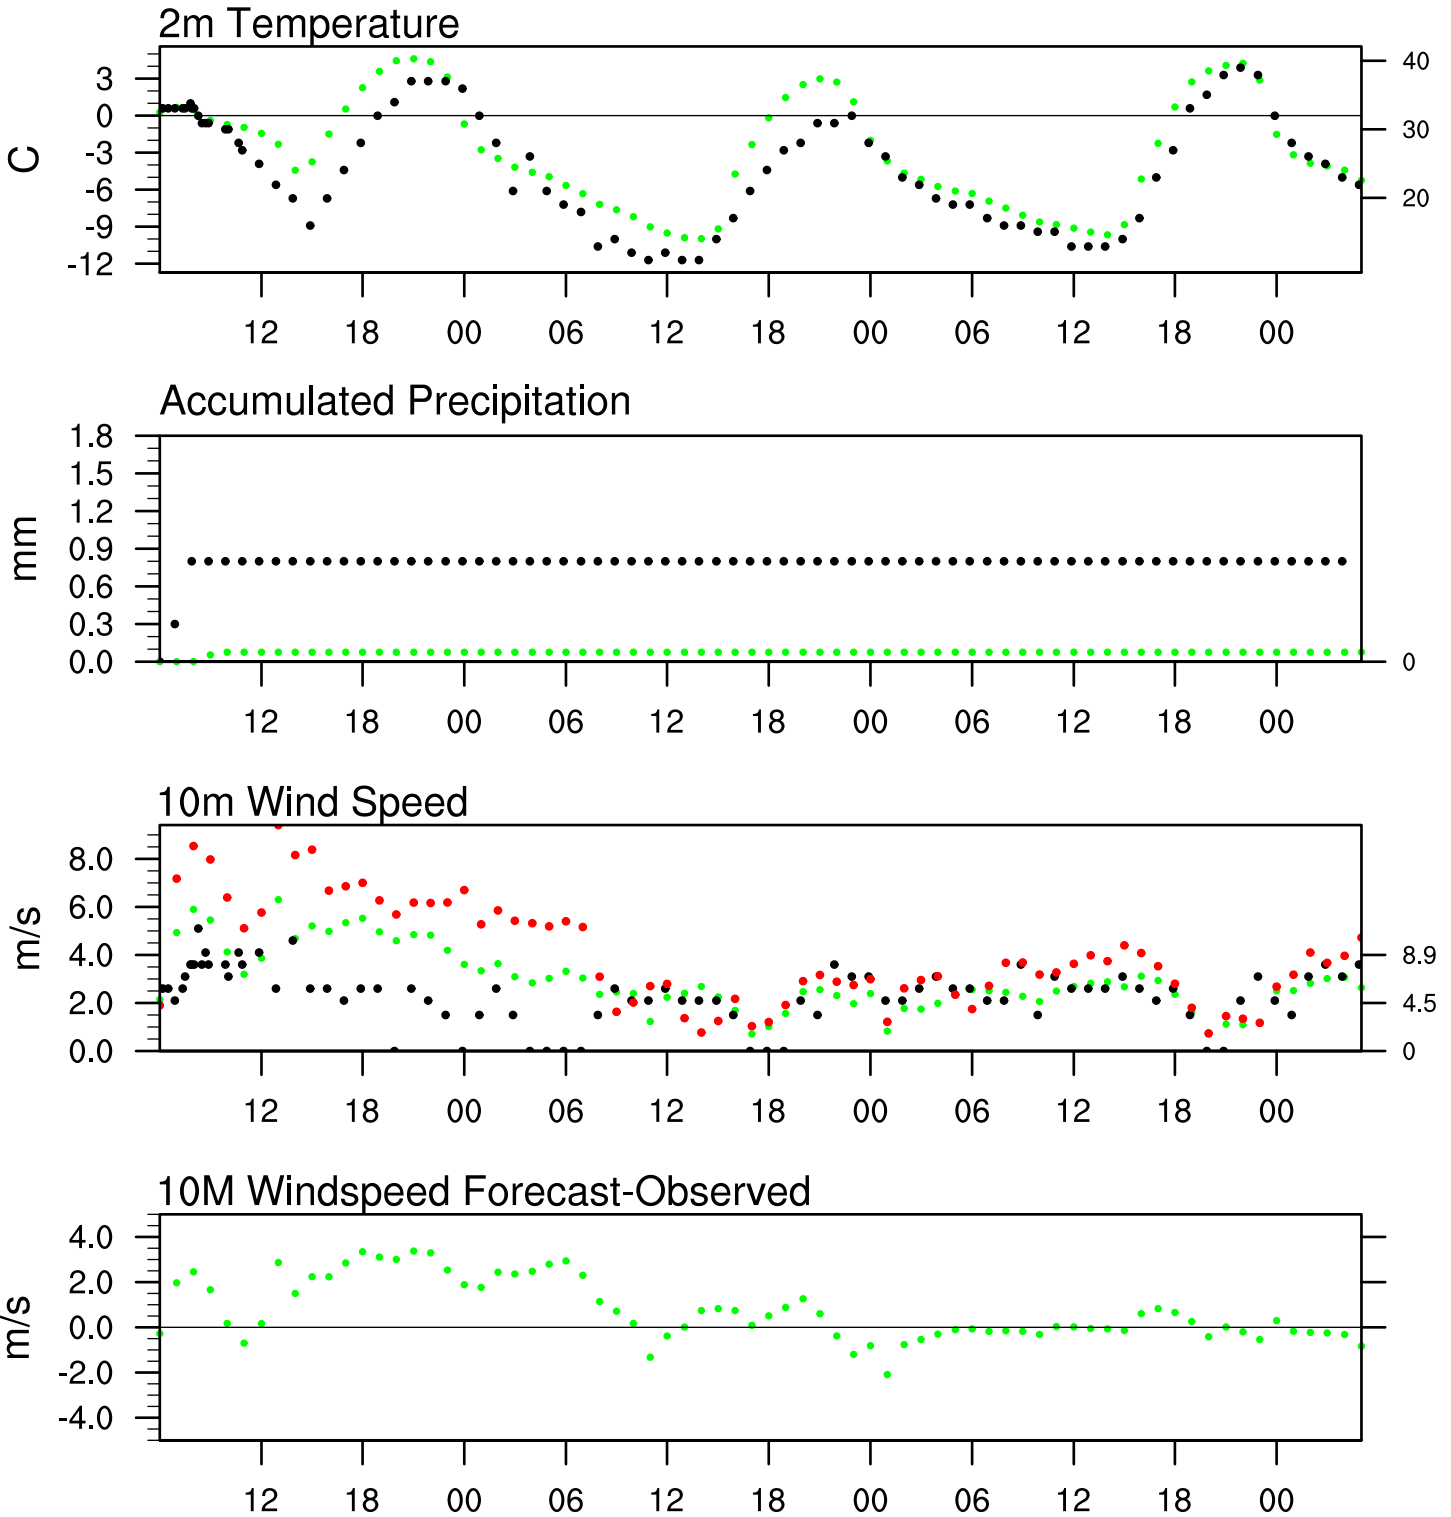 2m Temperature
3
0
-3
-6
-9
-12
C
40
30
20
12 18 00 06 12 18 00 06 12 18 00
Accumulated Precipitation
1.8
1.5
1.2
0.9
0.6
0.3
0.0
mm
0
12 18 00 06 12 18 00 06 12 18 00
10m Wind Speed
8.0
6.0
4.0
2.0
0.0
m/s
8.9
4.5
0
12 18 00 06 12 18 00 06 12 18 00
10M Windspeed Forecast-Observed
4.0
2.0
0.0
-2.0
-4.0
m/s
12 18 00 06 12 18 00 06 12 18 00